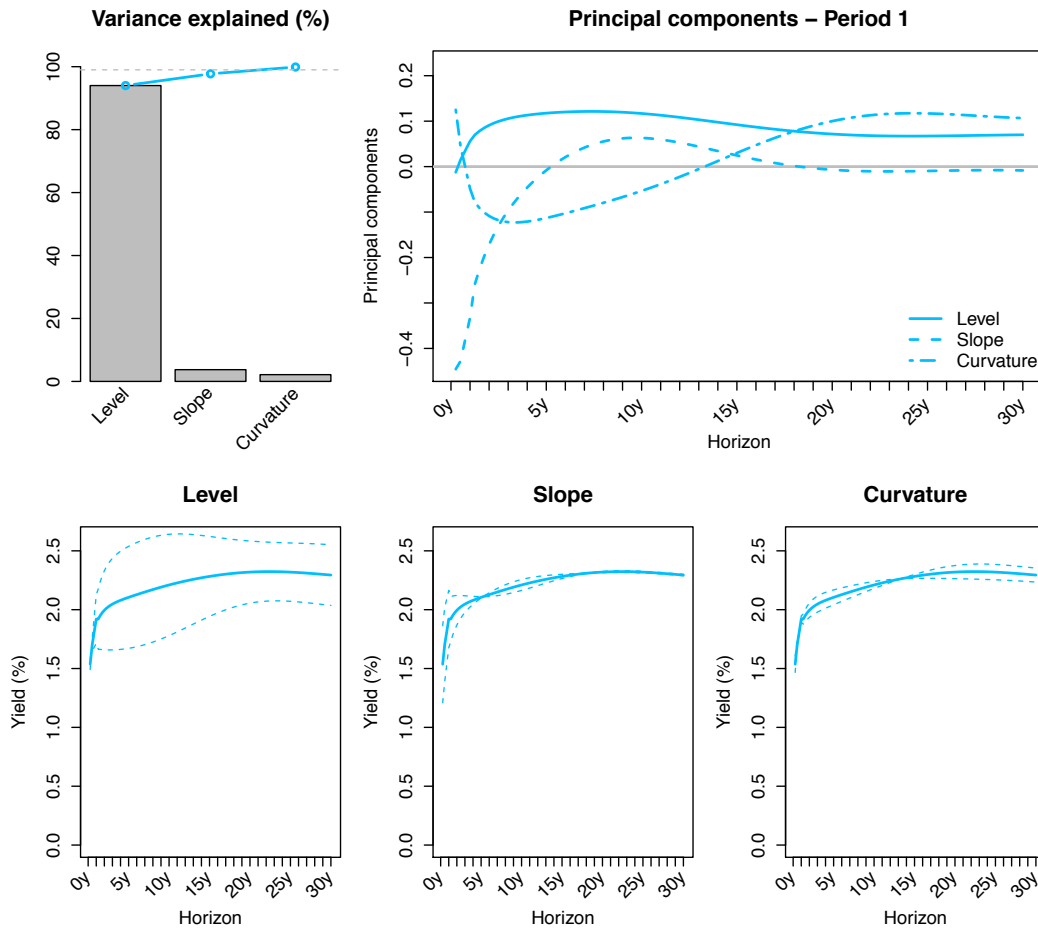 Variance explained (%)
100
80
60
40
20
0
Level
Slope
Curvature
Principal components – Period 1
Principal components
0.2
0.1
0.0
−0.2
−0.4
Level
Slope
Curvature
0y
5y
10y
15y
20y
25y
30y
Horizon
Level
Yield (%)
2.5
2.0
1.5
1.0
0.5
0.0
0y
5y
10y
15y
20y
25y
30y
Horizon
Slope
Yield (%)
2.5
2.0
1.5
1.0
0.5
0.0
0y
5y
10y
15y
20y
25y
30y
Horizon
Curvature
Yield (%)
2.5
2.0
1.5
1.0
0.5
0.0
0y
5y
10y
15y
20y
25y
30y
Horizon